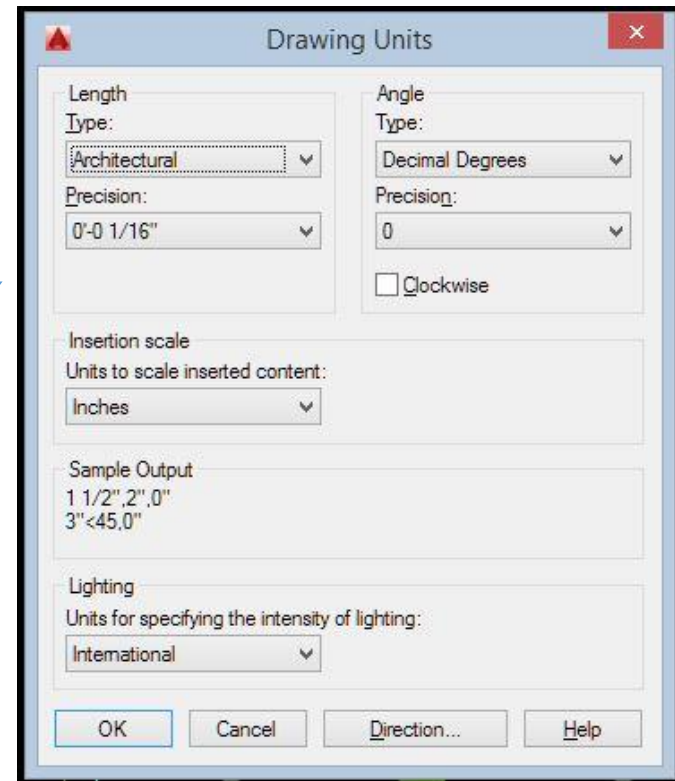 Drawing Units
Length
Type:
Architectural
Precision:
0'-0 1/16"
Angle
Type:
Decimal Degrees
Precision:
0
Clockwise
Insertion scale
Units to scale inserted content:
Inches
Sample Output
1 1/2",2",0"
3"<45,0"
Lighting
Units for specifying the intensity of lighting:
International
OK Cancel Direction... Help